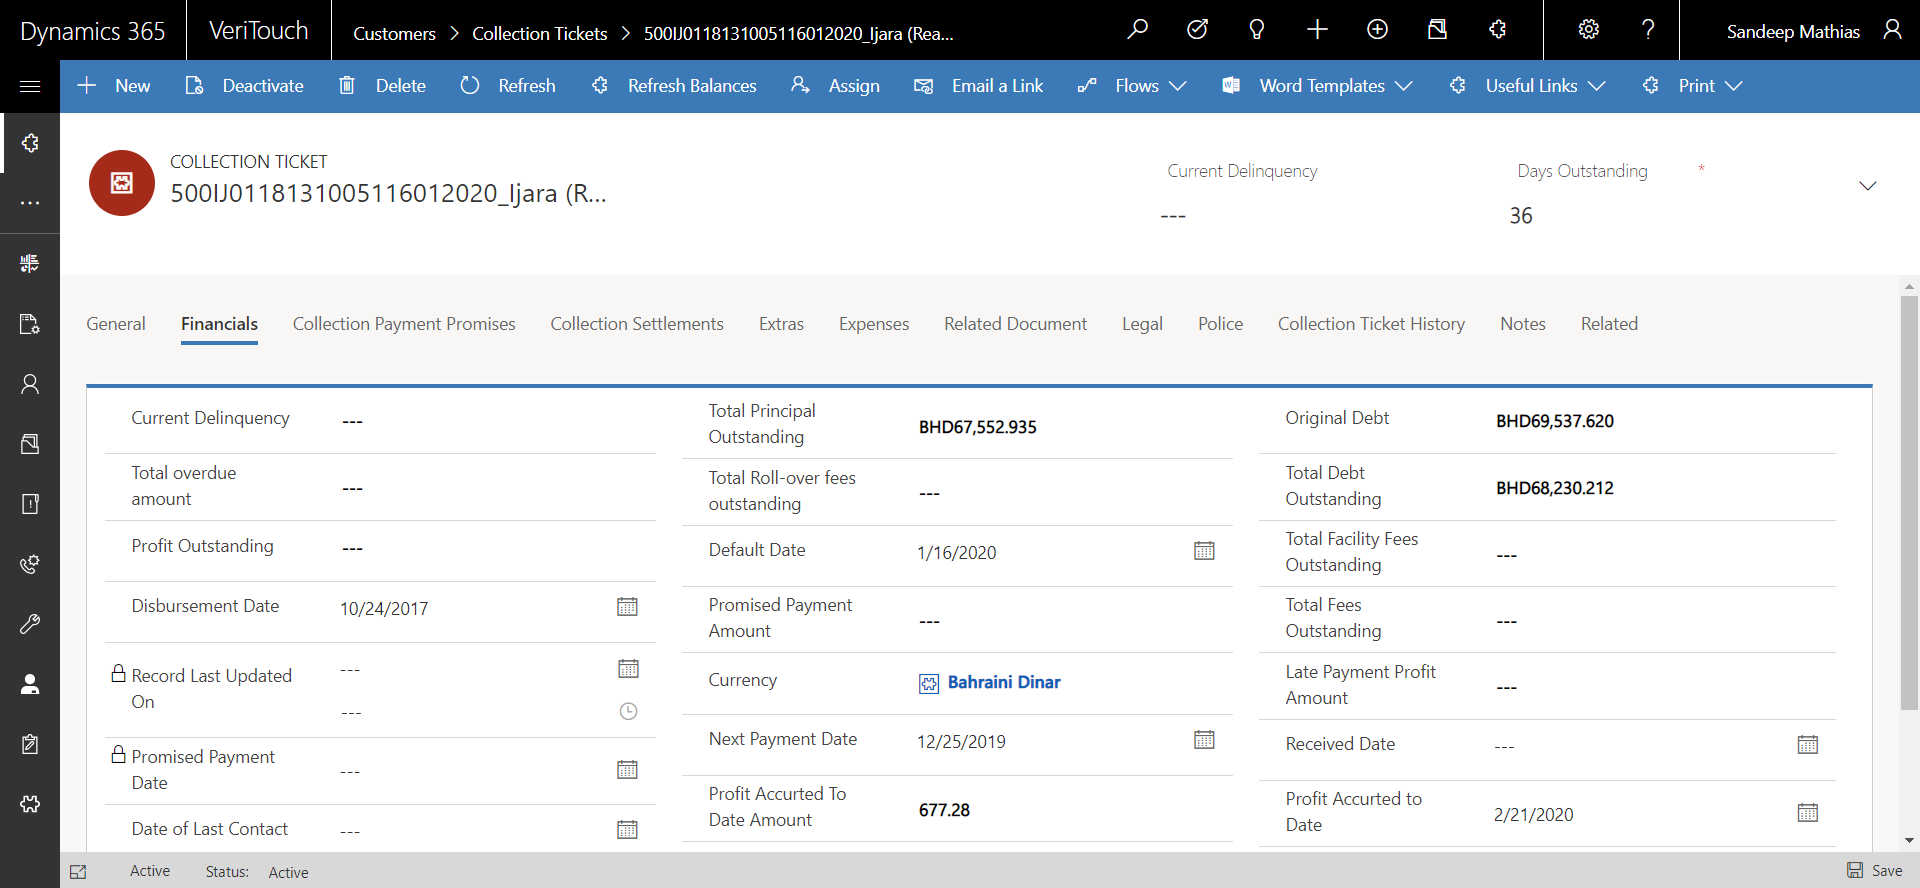 Dynamics 365
VeriTouch
Customers > Collection Tickets > 500IJ0118131005116012020_Ijara (Rea...
?
Sandeep Mathias
New
Deactivate
Delete
Refresh
Refresh Balances
Assign
Email a Link
Flows
Word Templates
Useful Links
Print
COLLECTION TICKET
500IJ0118131005116012020_Ijara (R...
Current Delinquency
---
Days Outstanding *
36
General
Financials
Collection Payment Promises
Collection Settlements
Extras
Expenses
Related Document
Legal
Police
Collection Ticket History
Notes
Related
Current Delinquency
---
Total overdue
amount
---
Profit Outstanding
---
Disbursement Date
10/24/2017
Record Last Updated
On
---
---
Promised Payment
Date
---
Date of Last Contact
---
Total Principal
Outstanding
BHD67,552.935
Total Roll-over fees
outstanding
---
Default Date
1/16/2020
Promised Payment
Amount
---
Currency
Bahraini Dinar
Next Payment Date
12/25/2019
Profit Accurted To
Date Amount
677.28
Original Debt
BHD69,537.620
Total Debt
Outstanding
BHD68,230.212
Total Facility Fees
Outstanding
---
Total Fees
Outstanding
---
Late Payment Profit
Amount
---
Received Date
---
Profit Accurted to
Date
2/21/2020
Active
Status: Active
Save